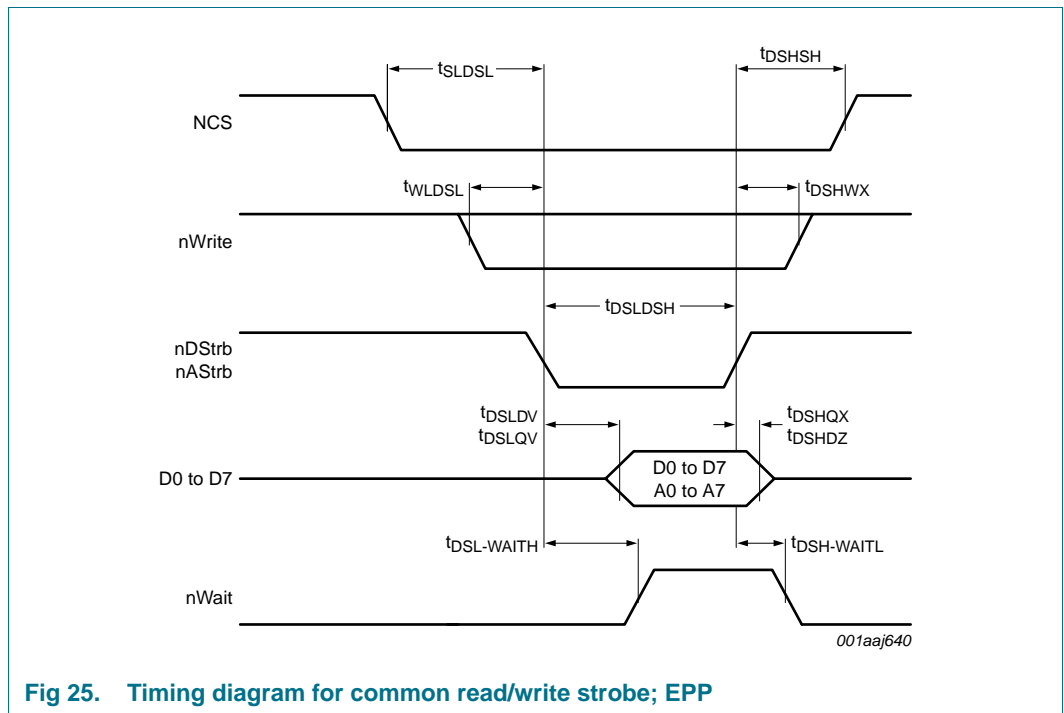 tSLDSL
tDSHSH
NCS
tWLDSL
tDSHWX
nWrite
tDSLDSH
nDStrb
nAStrb
tDSLDV
tDSLQV
tDSHQX
tDSHDZ
D0 to D7
D0 to D7
A0 to A7
tDSL-WAITH
tDSH-WAITL
nWait
001aaj640
Fig 25. Timing diagram for common read/write strobe; EPP